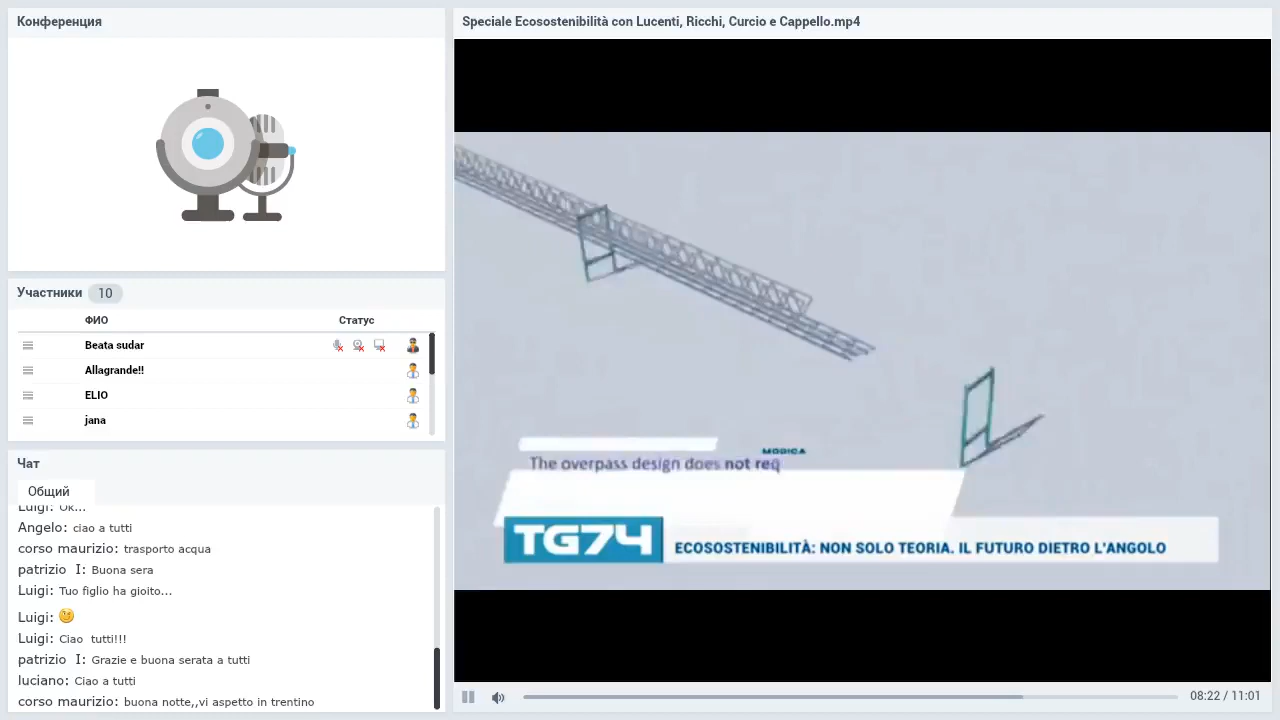 Конференция
Участники 10
ФИО Статус
Beata sudar
Allagrande!!
ELIO
jana
Чат
Общий
Luigi: Ok...
Angelo: ciao a tutti
corso maurizio: trasporto acqua
patrizio I: Buona sera
Luigi: Tuo figlio ha gioito...
Luigi:
Luigi: Ciao tutti!!!
patrizio I: Grazie e buona serata a tutti
luciano: Ciao a tutti
corso maurizio: buona notte,,vi aspetto in trentino
Speciale Ecosostenibilità con Lucenti, Ricchi, Curcio e Cappello.mp4
MODICA
The overpass design does not req
TG74 ECOSOSTENIBILITÀ: NON SOLO TEORIA. IL FUTURO DIETRO L'ANGOLO
08:22 / 11:01